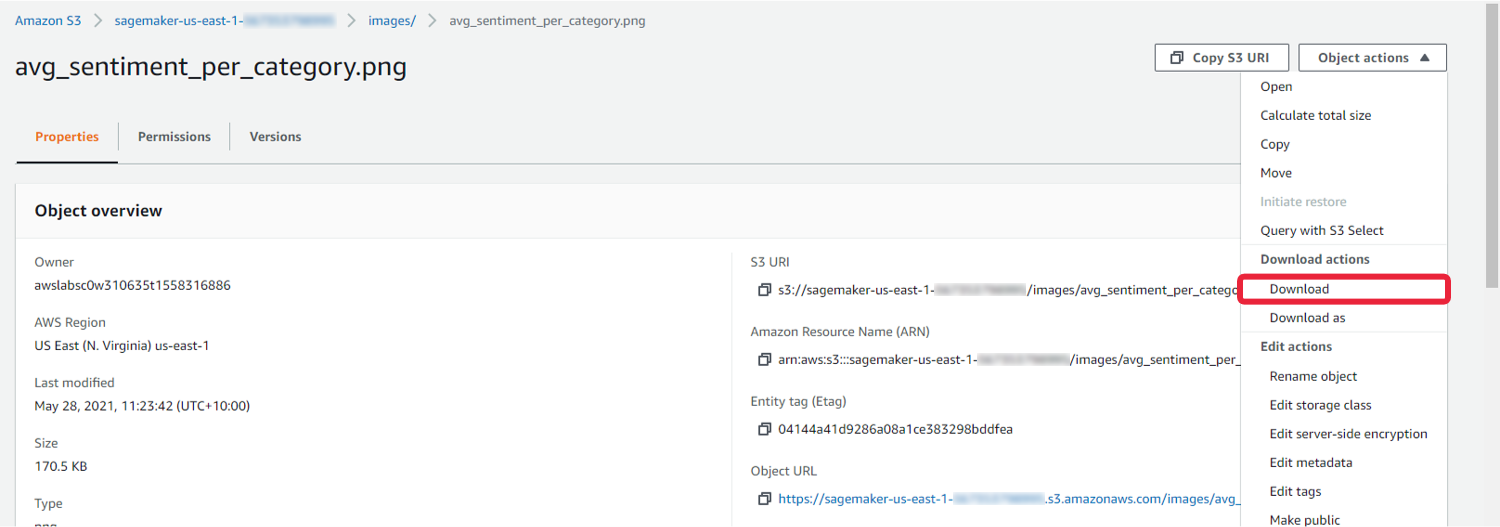 Amazon S3 > sagemaker-us-east-1- > images/ > avg_sentiment_per_category.png
avg_sentiment_per_category.png
Copy S3 URI
Object actions
Properties
Permissions
Versions
Object overview
Owner
awslabsc0w310635t1558316886
AWS Region
US East (N. Virginia) us-east-1
Last modified
May 28, 2021, 11:23:42 (UTC+10:00)
Size
170.5 KB
Type
S3 URI
s3://sagemaker-us-east-1- /images/avg_sentiment_per_catego
Amazon Resource Name (ARN)
arn:aws:s3:::sagemaker-us-east-1- /images/avg_sentiment_per_
Entity tag (Etag)
04144a41d9286a08a1ce383298bddfea
Object URL
https://sagemaker-us-east-1- .s3.amazonaws.com/images/avg_
Open
Calculate total size
Copy
Move
Initiate restore
Query with S3 Select
Download actions
Download
Download as
Edit actions
Rename object
Edit storage class
Edit server-side encryption
Edit metadata
Edit tags
Make public